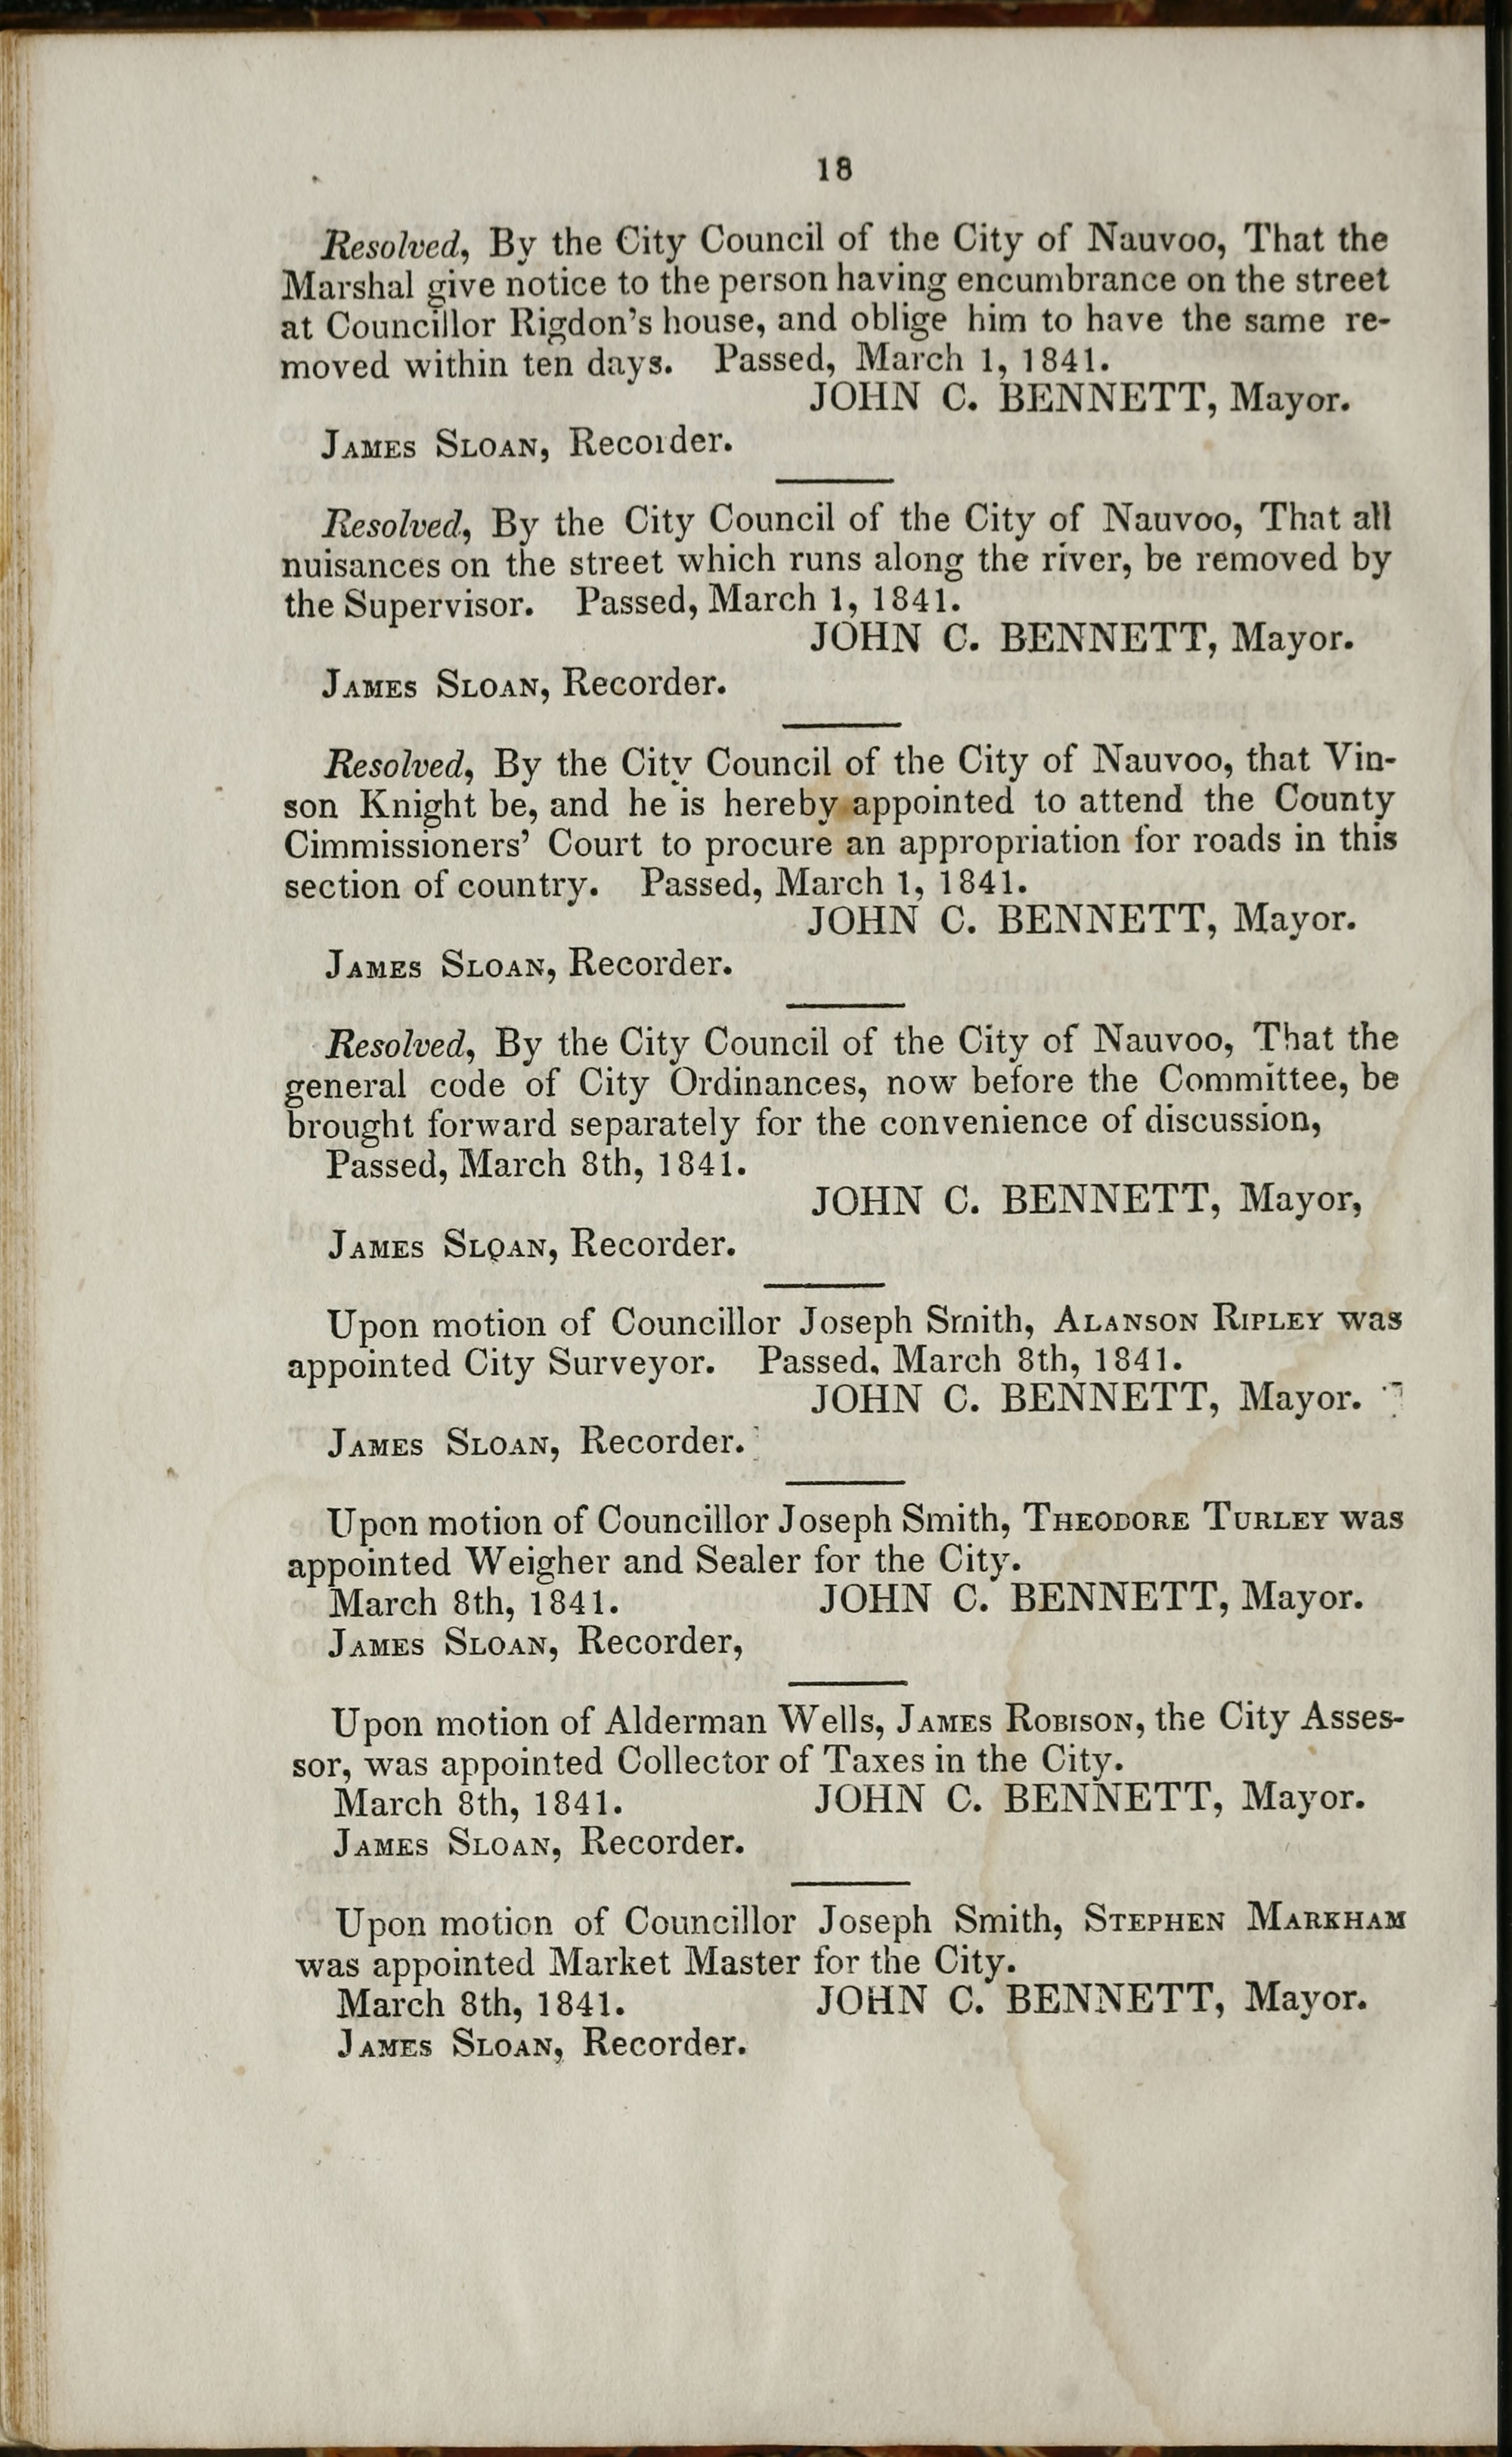 18
Resolved, By the City Council of the City of Nauvoo, That the
Marshal give notice to the person having encumbrance on the street
at Councillor Rigdon's house, and oblige him to have the same re-
moved within ten days. Passed, March 1, 1841.
JOHN C. BENNETT, Mayor.
JAMES SLOAN, Recorder.
Resolved, By the City Council of the City of Nauvoo, That all
nuisances on the street which runs along the river, be removed by
the Supervisor. Passed, March 1, 1841.
JOHN C. BENNETT, Mayor.
JAMES SLOAN, Recorder.
Resolved, By the City Council of the City of Nauvoo, that Vin-
son Knight be, and he is hereby appointed to attend the County
Cimmissioners' Court to procure an appropriation for roads in this
section of country. Passed, March 1, 1841.
JOHN C. BENNETT, Mayor.
JAMES SLOAN, Recorder.
Resolved, By the City Council of the City of Nauvoo, That the
general code of City Ordinances, now before the Committee, be
brought forward separately for the convenience of discussion,
Passed, March 8th, 1841.
JOHN C. BENNETT, Mayor,
JAMES SLOAN, Recorder.
Upon motion of Councillor Joseph Smith, ALANSON RIPLEY was
appointed City Surveyor. Passed, March 8th, 1841.
JOHN C. BENNETT, Mayor.
JAMES SLOAN, Recorder.
Upon motion of Councillor Joseph Smith, THEODORE TURLEY was
appointed Weigher and Sealer for the City.
March 8th, 1841. JOHN C. BENNETT, Mayor.
JAMES SLOAN, Recorder,
Upon motion of Alderman Wells, JAMES ROBISON, the City Asses-
sor, was appointed Collector of Taxes in the City.
March 8th, 1841. JOHN C. BENNETT, Mayor.
JAMES SLOAN, Recorder.
Upon motion of Councillor Joseph Smith, STEPHEN MARKHAM
was appointed Market Master for the City.
March 8th, 1841. JOHN C. BENNETT, Mayor.
JAMES SLOAN, Recorder.